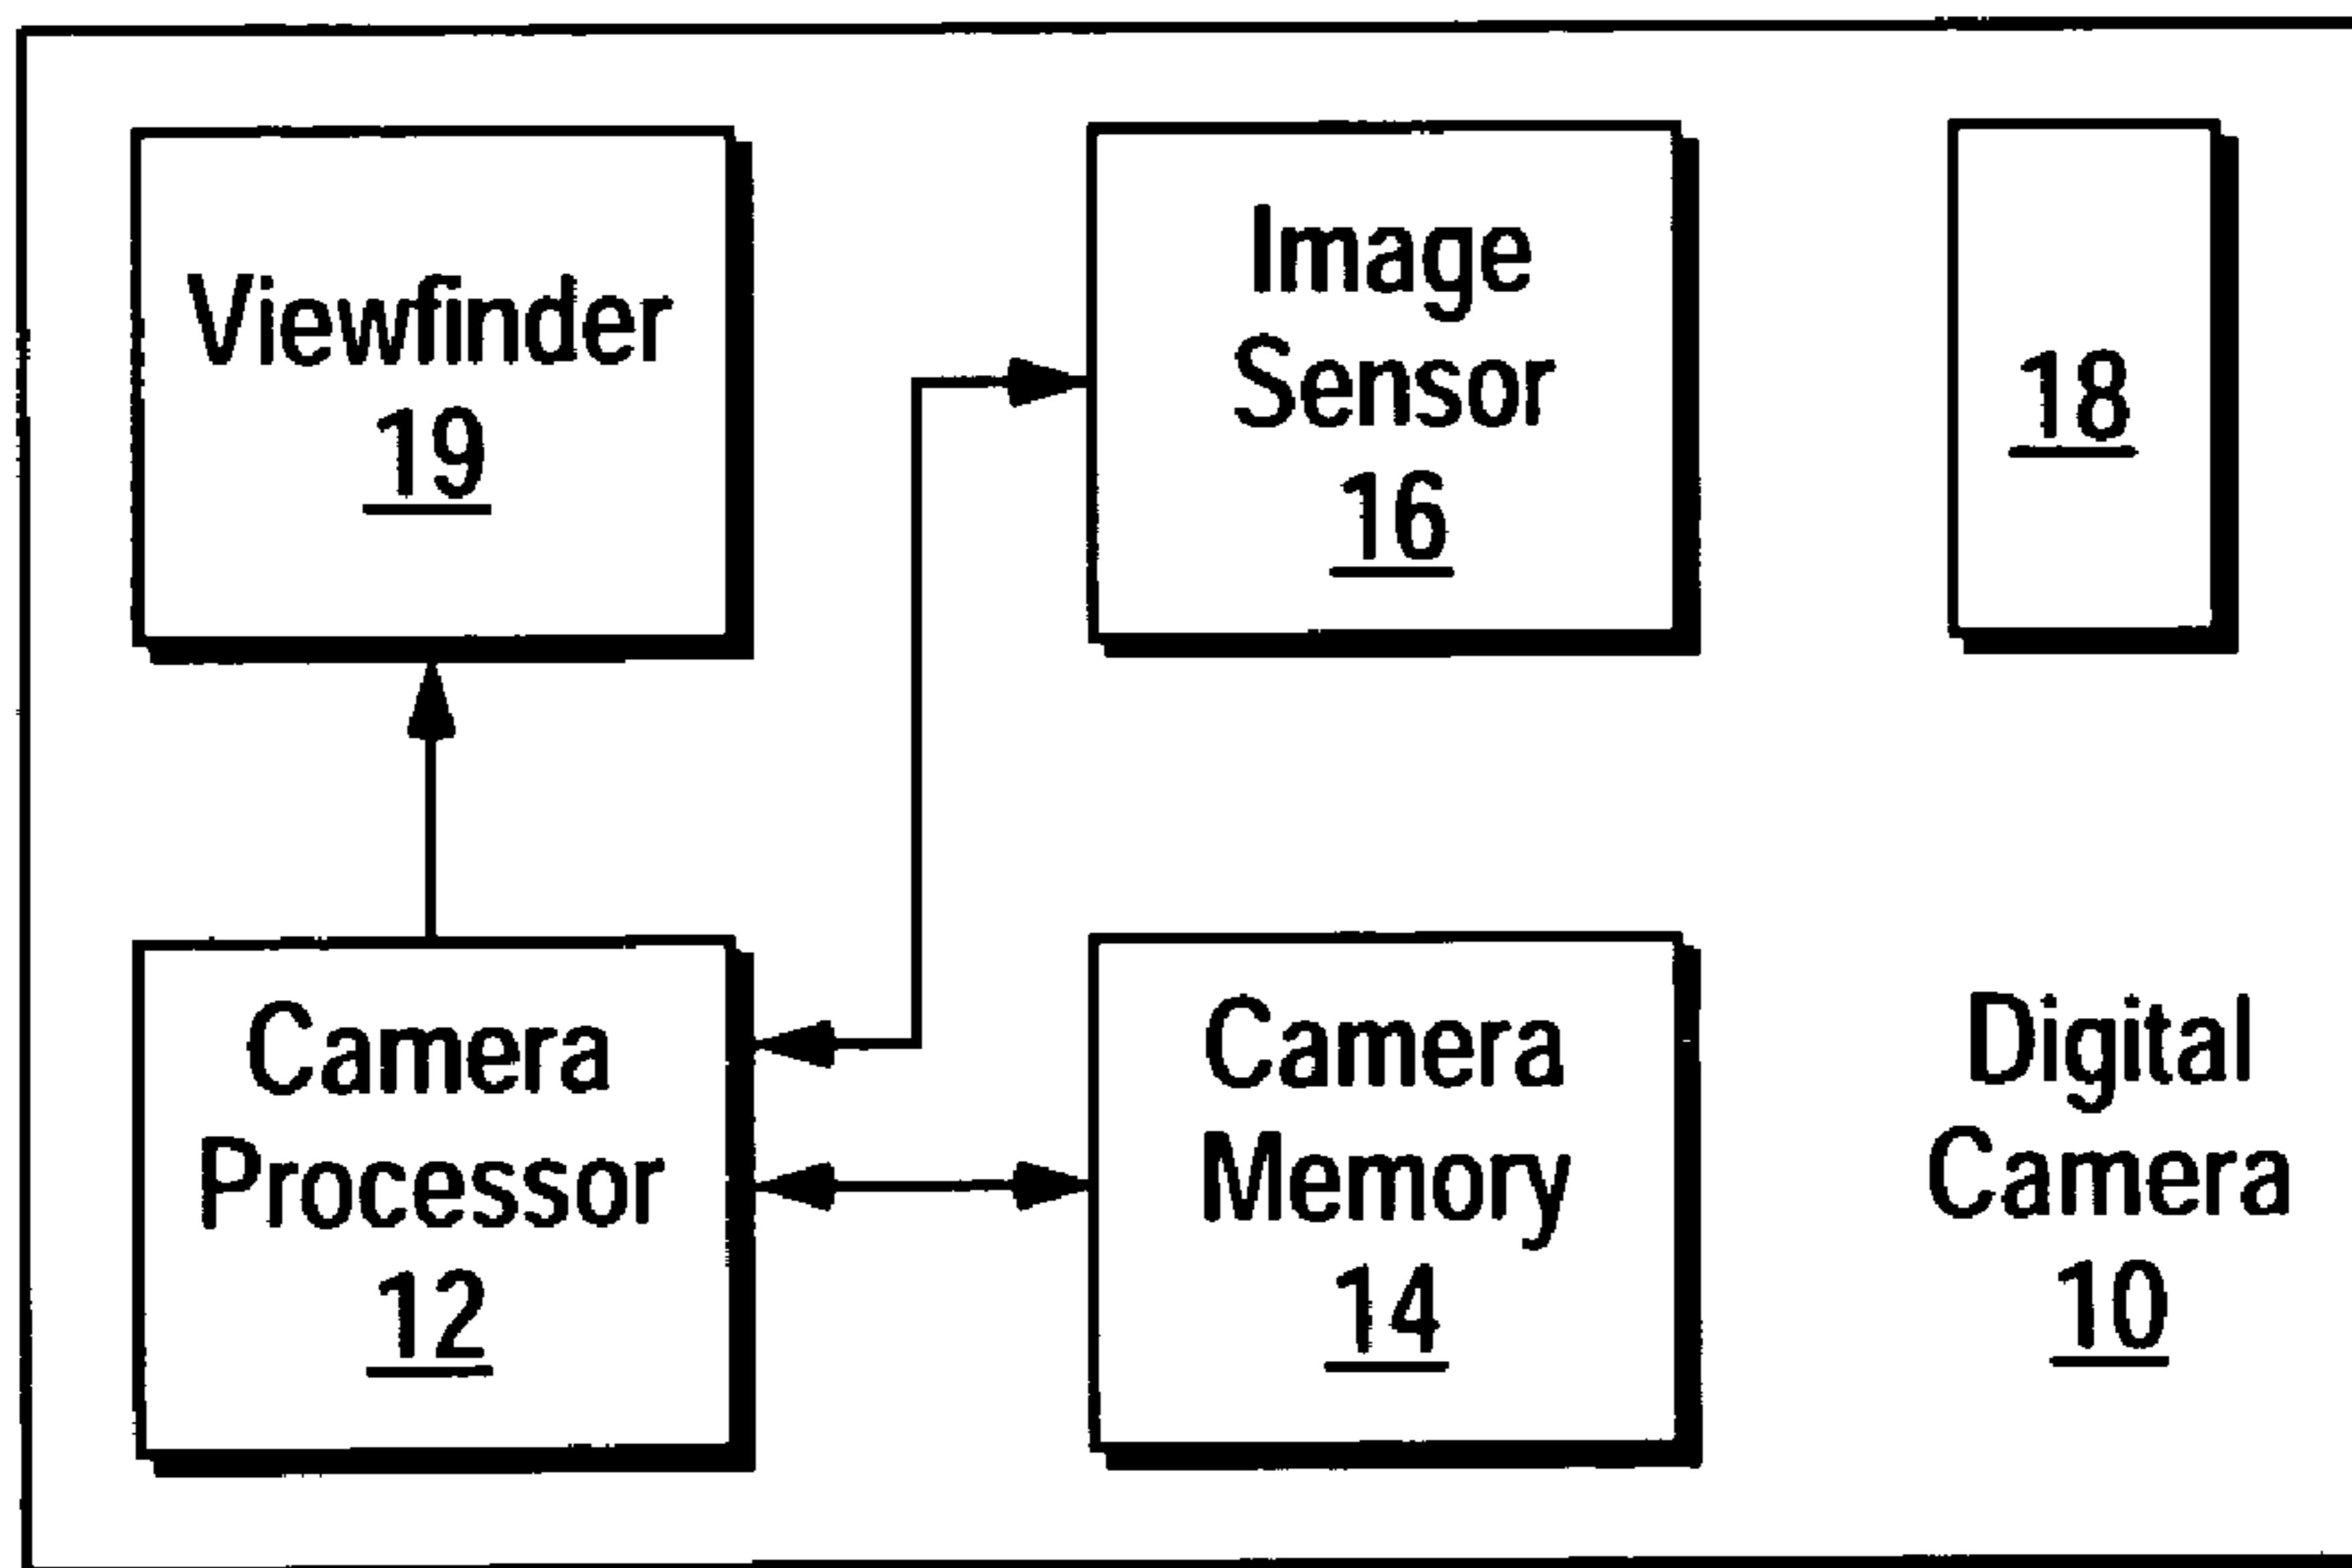 Viewfinder
19
Image
Sensor
16
18
Camera
Processor
12
Camera
Memory
14
Digital
Camera
10